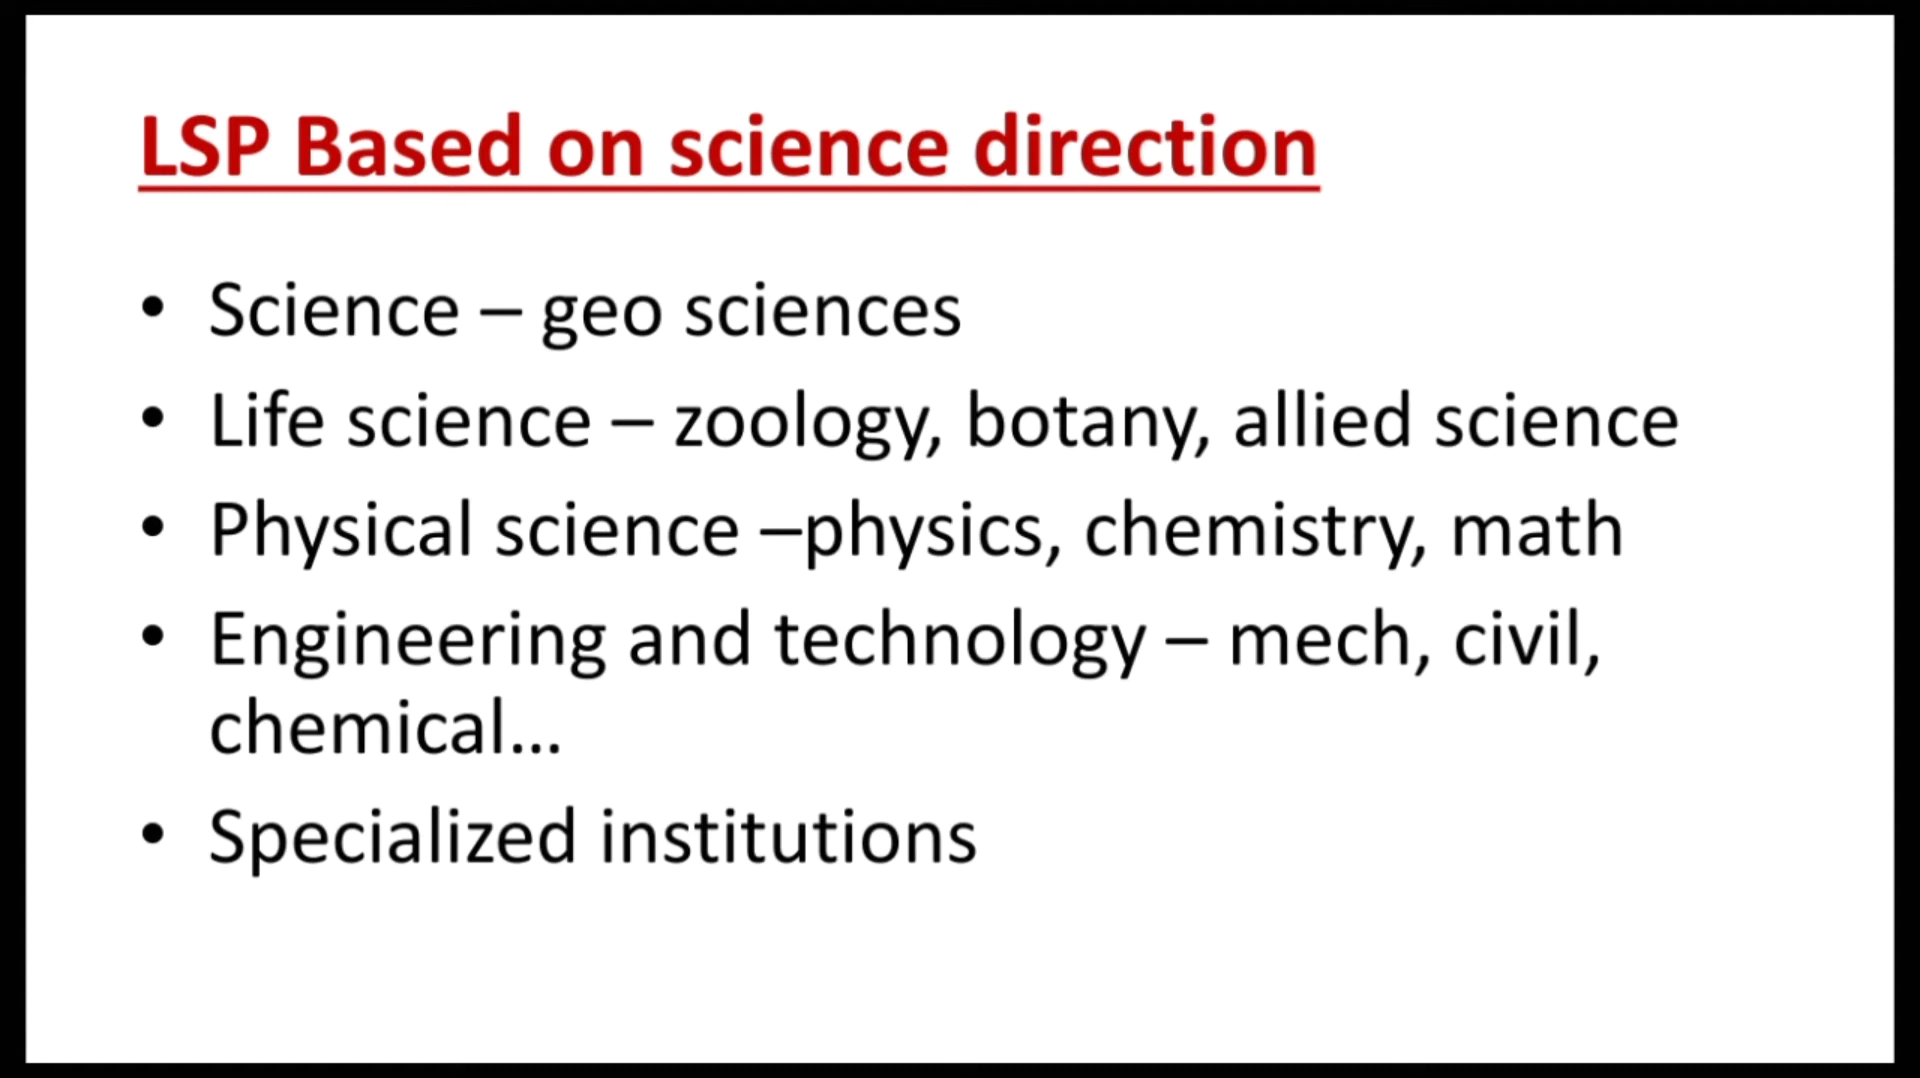 LSP Based on science direction
• Science – geo sciences
• Life science – zoology, botany, allied science
• Physical science –physics, chemistry, math
• Engineering and technology – mech, civil,
chemical...
• Specialized institutions